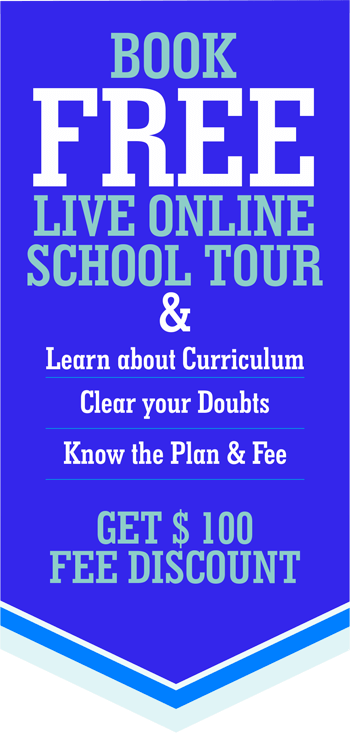 BOOK
FREE
LIVE ONLINE
SCHOOL TOUR
&
Learn about Curriculum
Clear your Doubts
Know the Plan & Fee
GET $ 100
FEE DISCOUNT